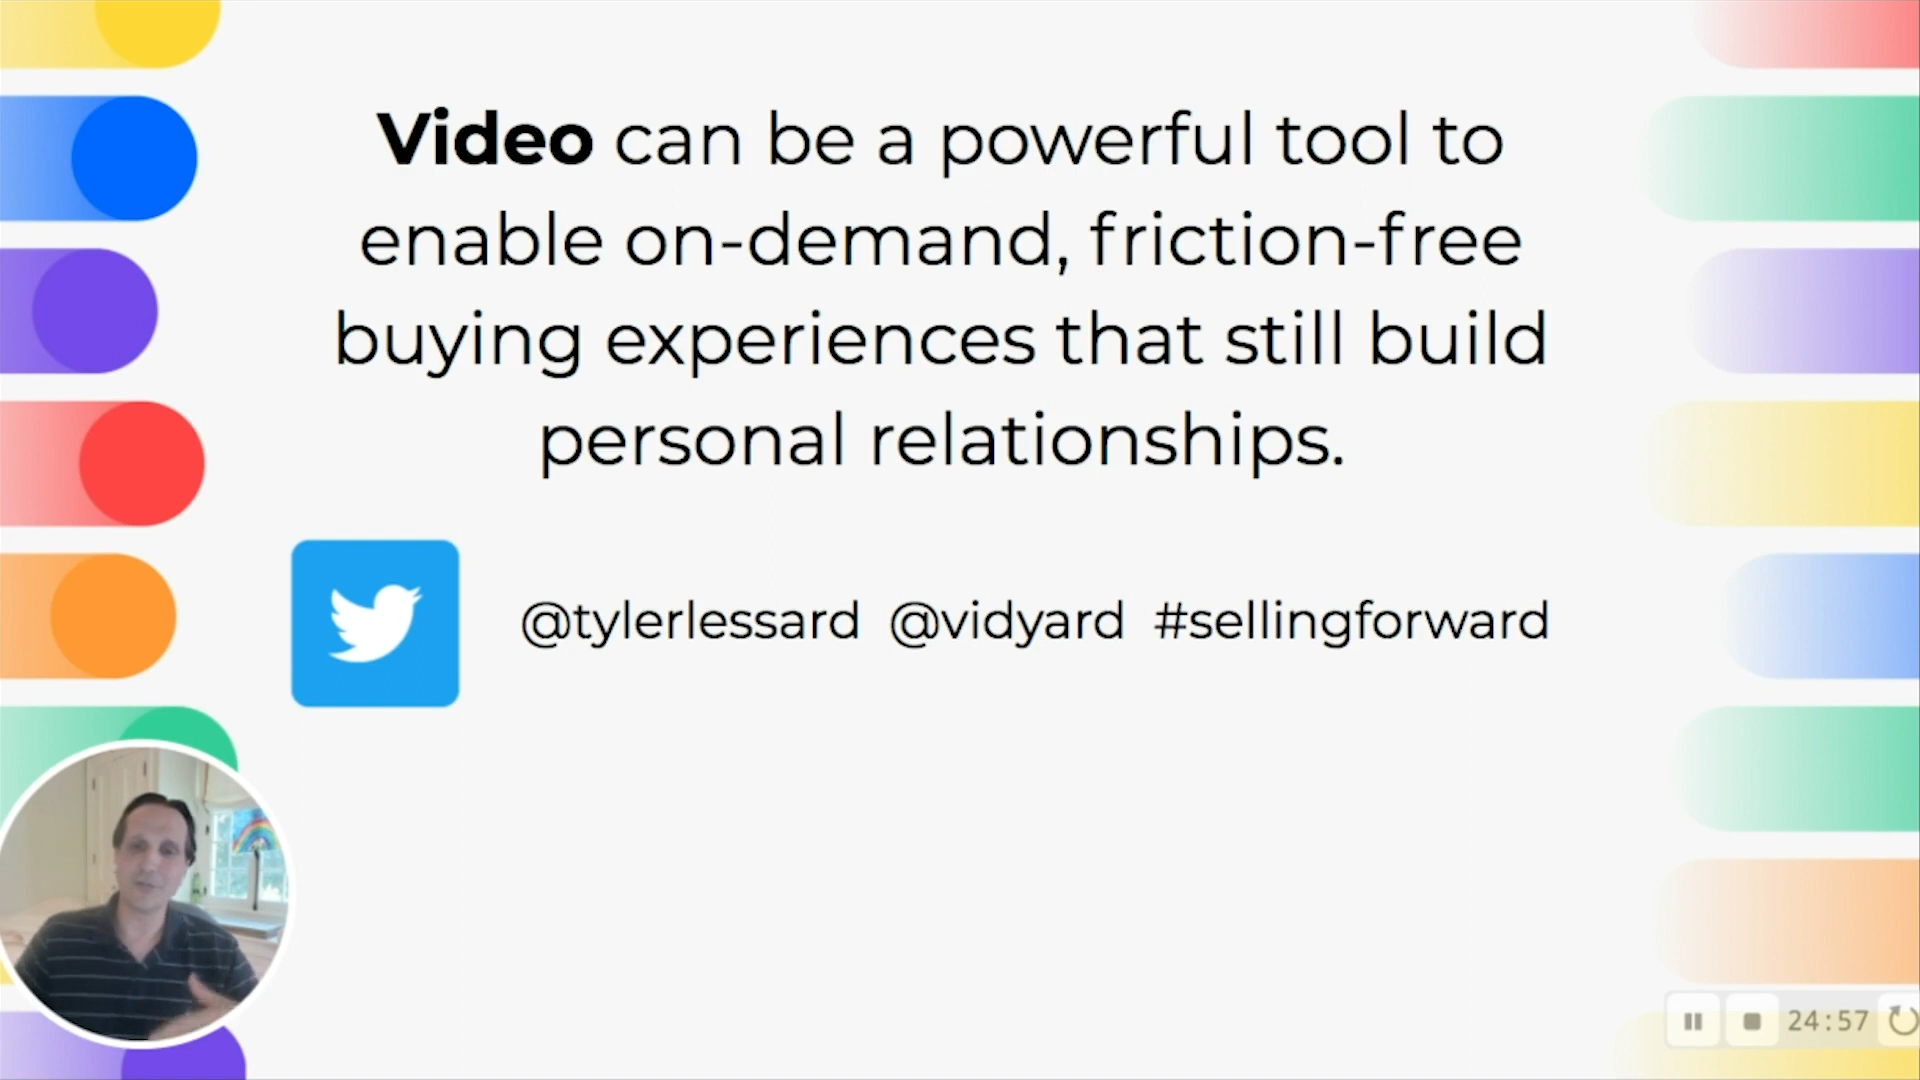 Video can be a powerful tool to
enable on-demand, friction-free
buying experiences that still build
personal relationships.
@tylerlessard @vidyard #sellingforward
24:57